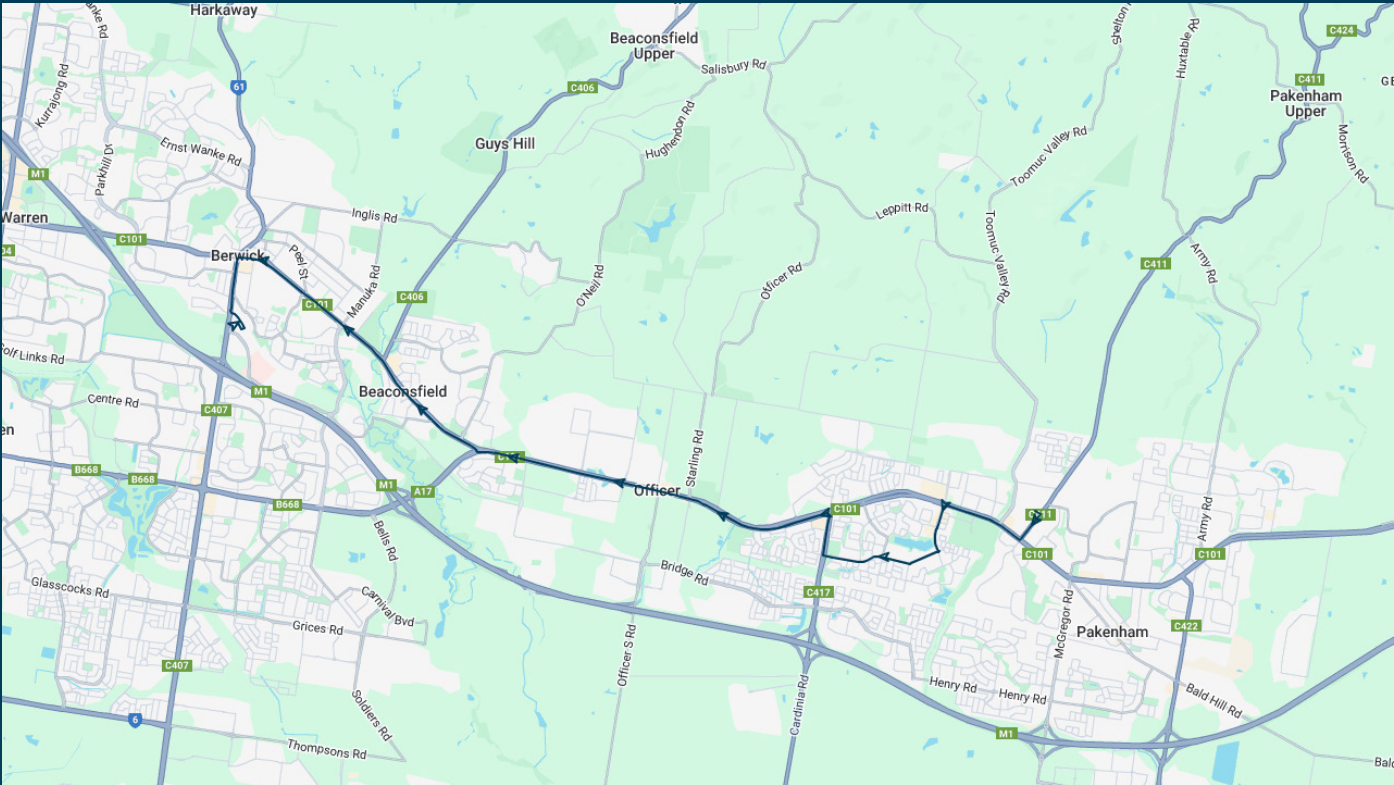 Harkaway
Beaconsfield
Upper
Salisbury Rd
Huxtable Rd
C424
C411
Pakenham
Upper
Morrison Rd
61
C406
Kurrajong Rd
Parkhill Dr
Ernst Wanke Rd
Guys Hill
Hughendon Rd
Toomuc Valley Rd
M1
Warren
C101
Inglis Rd
Leppitt Rd
Toomuc Valley Rd
C411
Army Rd
Berwick
Peel St
Manuka Rd
C406
C101
O'Neil Rd
Officer Rd
Golf Links Rd
Centre Rd
M1
C407
Beaconsfield
B668
B668
B668
M1
A17
Officer
Starling Rd
C101
C101
Army Rd
C101
Bells Rd
Bridge Rd
C417
Glasscocks Rd
Carnival Bvd
Grices Rd
C407
Officer S Rd
McGregor Rd
Pakenham
C422
Cardinia Rd
Henry Rd
Henry Rd
Bald Hill Rd
Soldiers Rd
6
Thompsons Rd
M1